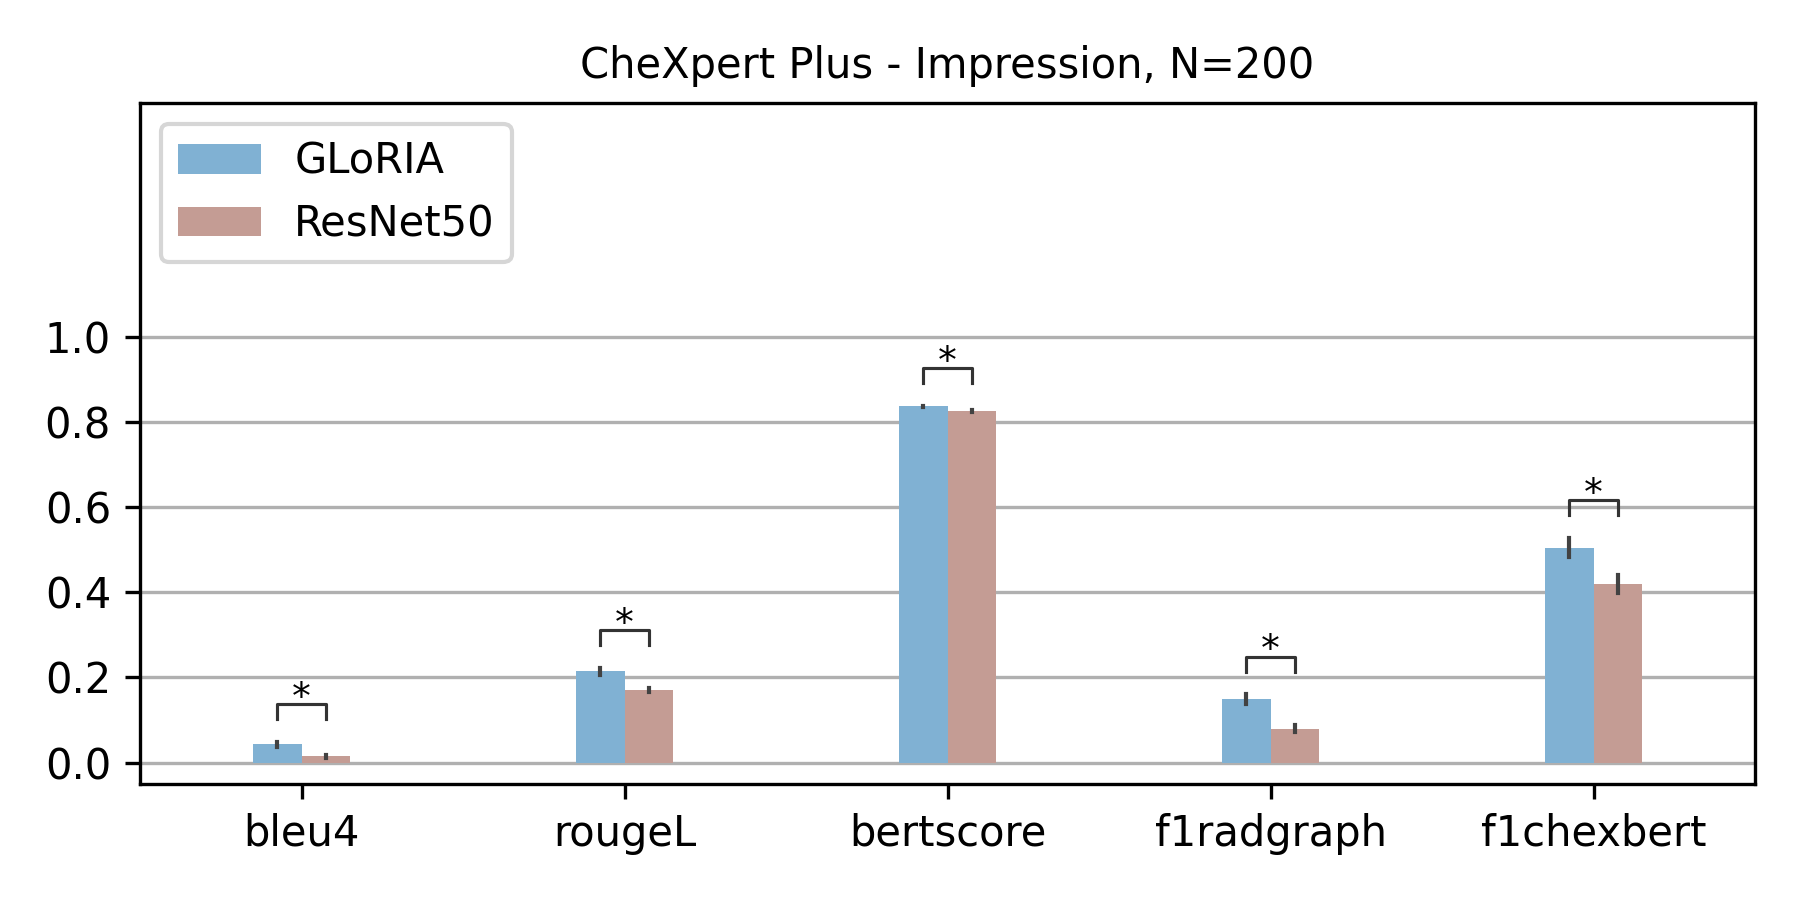 CheXpert Plus - Impression, N=200
GLoRIA
ResNet50
1.0
0.8
0.6
0.4
0.2
0.0
*
*
*
*
*
bleu4
rougeL
bertscore
f1radgraph
f1chexbert